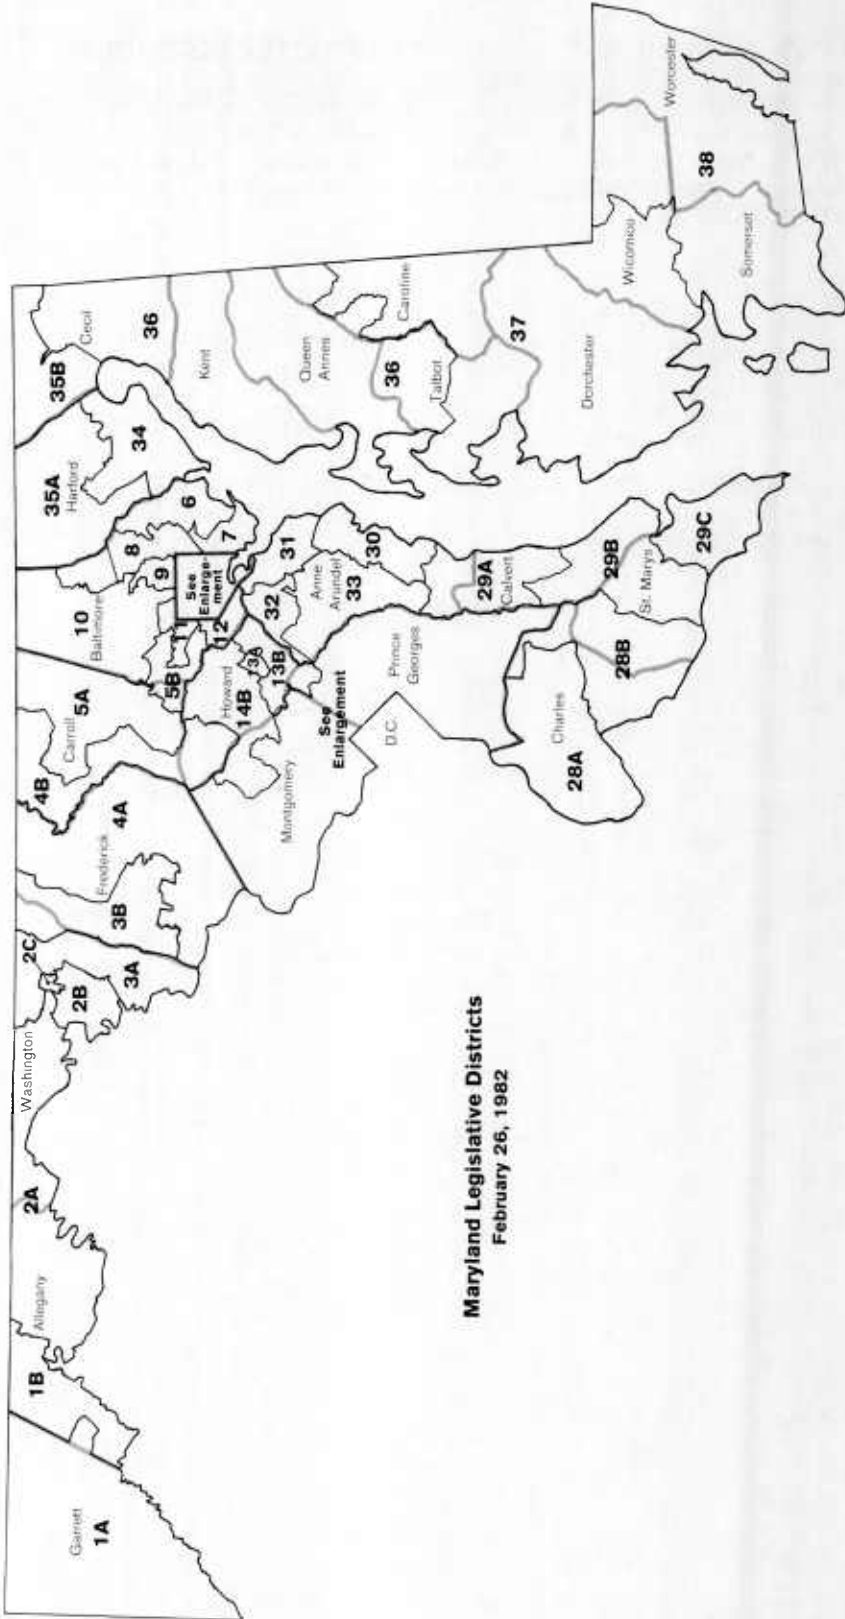 Garrett
1A
1B
Allegany
2A
Washington
2B
2C
3A
3B
Frederick
4A
4B
Carroll
5A
5B
10
Baltimore
11
12
8
9
6
7
See
Enlarge-
ment
35A
Harford
34
35B
Cecil
36
Kent
Queen
Annes
36
Talbot
Caroline
37
Dorchester
Wicomico
Worcester
38
Somerset
Howard
14B
13A
13B
32
31
Anne
Arundel
30
33
Montgomery
See
Enlargement
D.C.
Prince
Georges
29A
Calvert
29B
St. Marys
29C
28B
Charles
28A
Maryland Legislative Districts
February 26, 1982